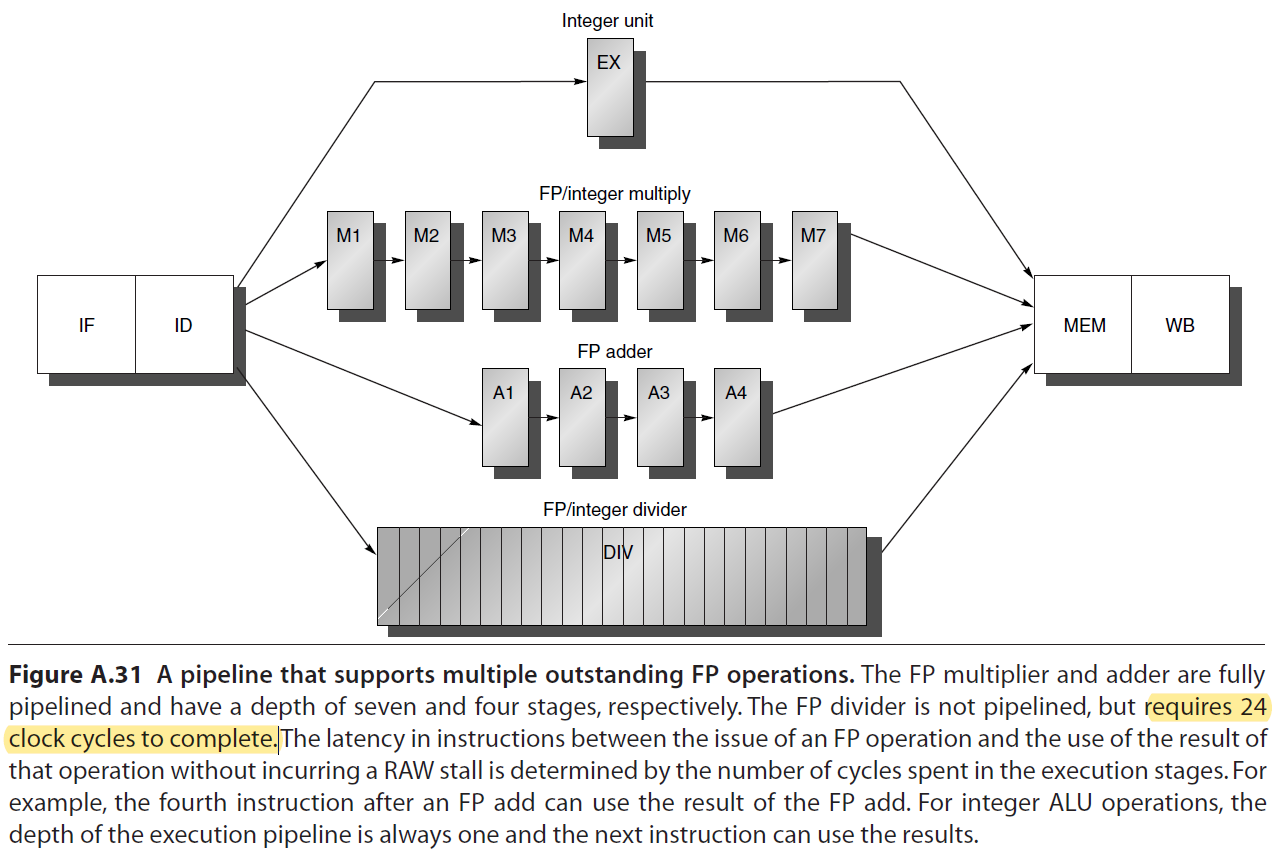 Integer unit
EX
FP/integer multiply
M1 M2 M3 M4 M5 M6 M7
IF ID
MEM WB
FP adder
A1 A2 A3 A4
FP/integer divider
DIV
Figure A.31 A pipeline that supports multiple outstanding FP operations. The FP multiplier and adder are fully
pipelined and have a depth of seven and four stages, respectively. The FP divider is not pipelined, but requires 24
clock cycles to complete. The latency in instructions between the issue of an FP operation and the use of the result of
that operation without incurring a RAW stall is determined by the number of cycles spent in the execution stages. For
example, the fourth instruction after an FP add can use the result of the FP add. For integer ALU operations, the
depth of the execution pipeline is always one and the next instruction can use the results.